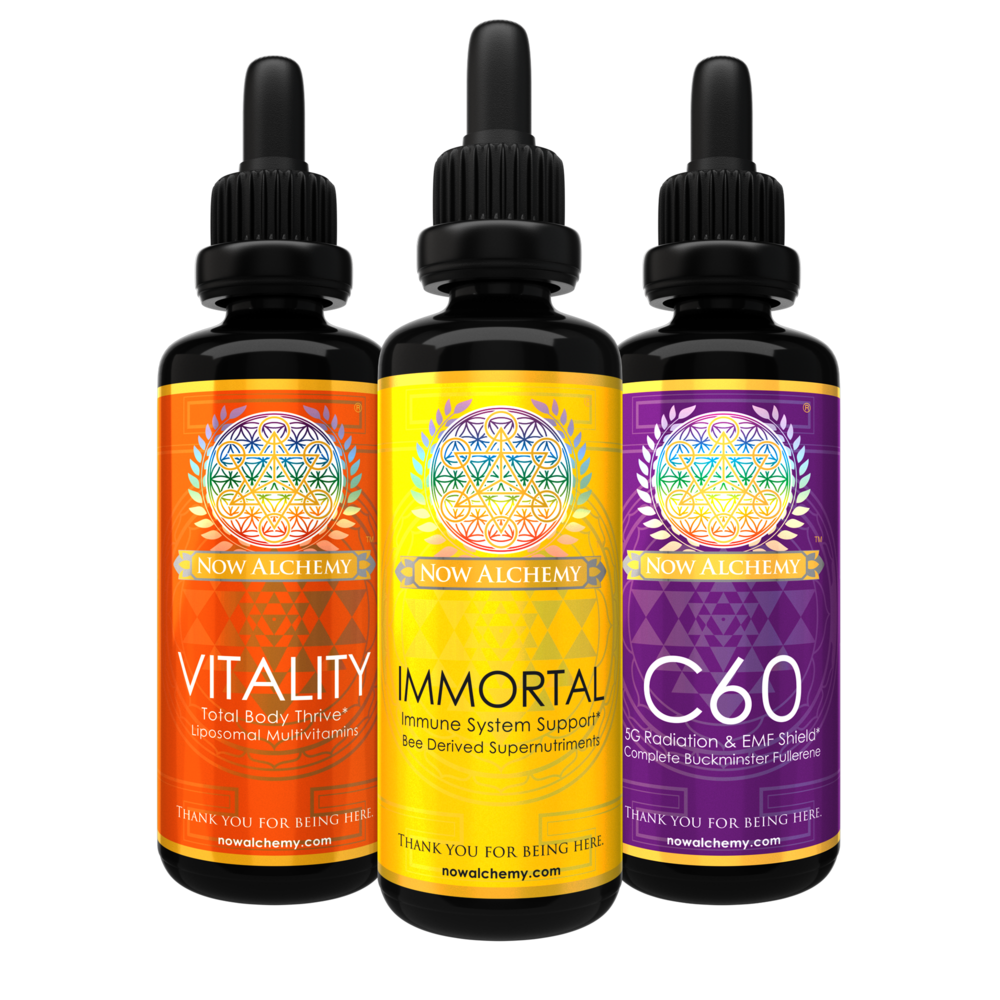 ®
NOW ALCHEMY
™
VITALITY
Total Body Thrive*
Liposomal Multivitamins
THANK YOU FOR BEING HERE.
nowalchemy.com
NOW ALCHEMY
IMMORTAL
Immune System Support*
Bee Derived Supernutriments
THANK YOU FOR BEING HERE.
nowalchemy.com
®
NOW ALCHEMY
™
C60
5G Radiation & EMF Shield*
Complete Buckminster Fullerene
THANK YOU FOR BEING HERE.
nowalchemy.com